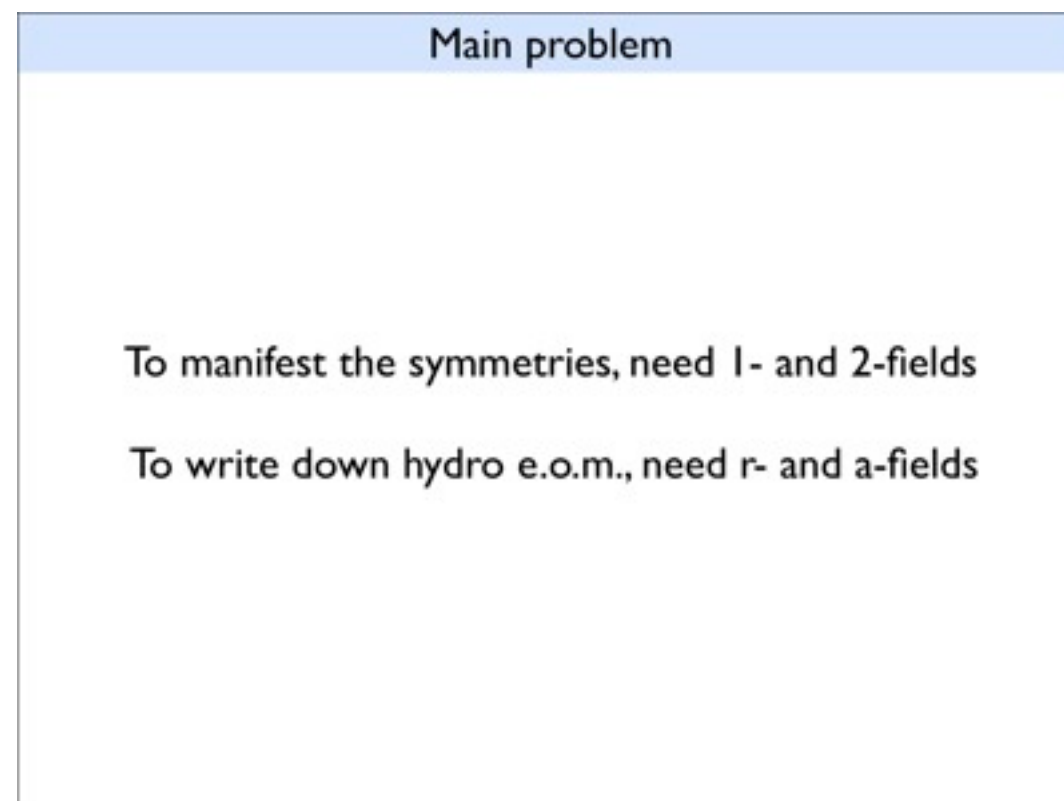 Main problem
To manifest the symmetries, need 1- and 2-fields
To write down hydro e.o.m., need r- and a-fields